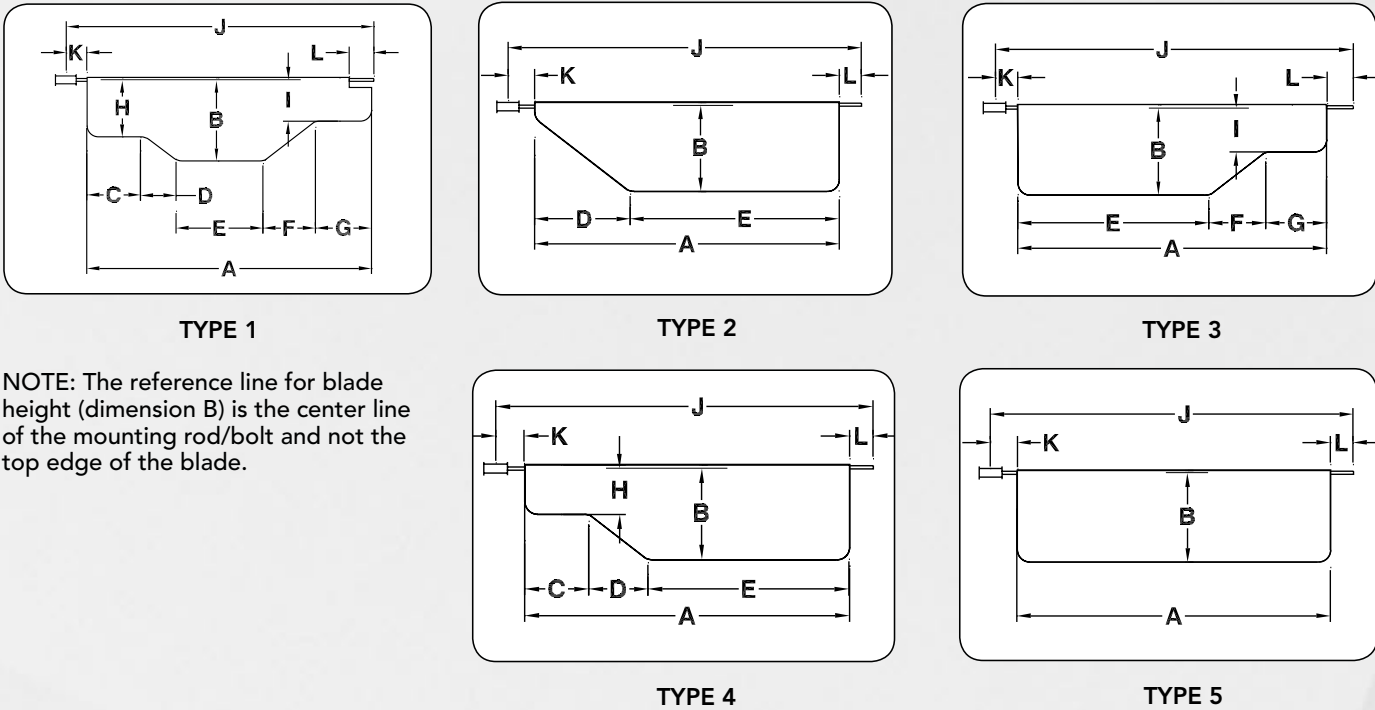 J
K
L
H
B
I
C
D
E
F
G
A
TYPE 1
J
K
L
B
D
E
A
TYPE 2
J
K
L
I
B
E
F
G
A
TYPE 3
NOTE: The reference line for blade
height (dimension B) is the center line
of the mounting rod/bolt and not the
top edge of the blade.
J
K
L
H
B
C
D
E
A
TYPE 4
J
K
L
B
A
TYPE 5